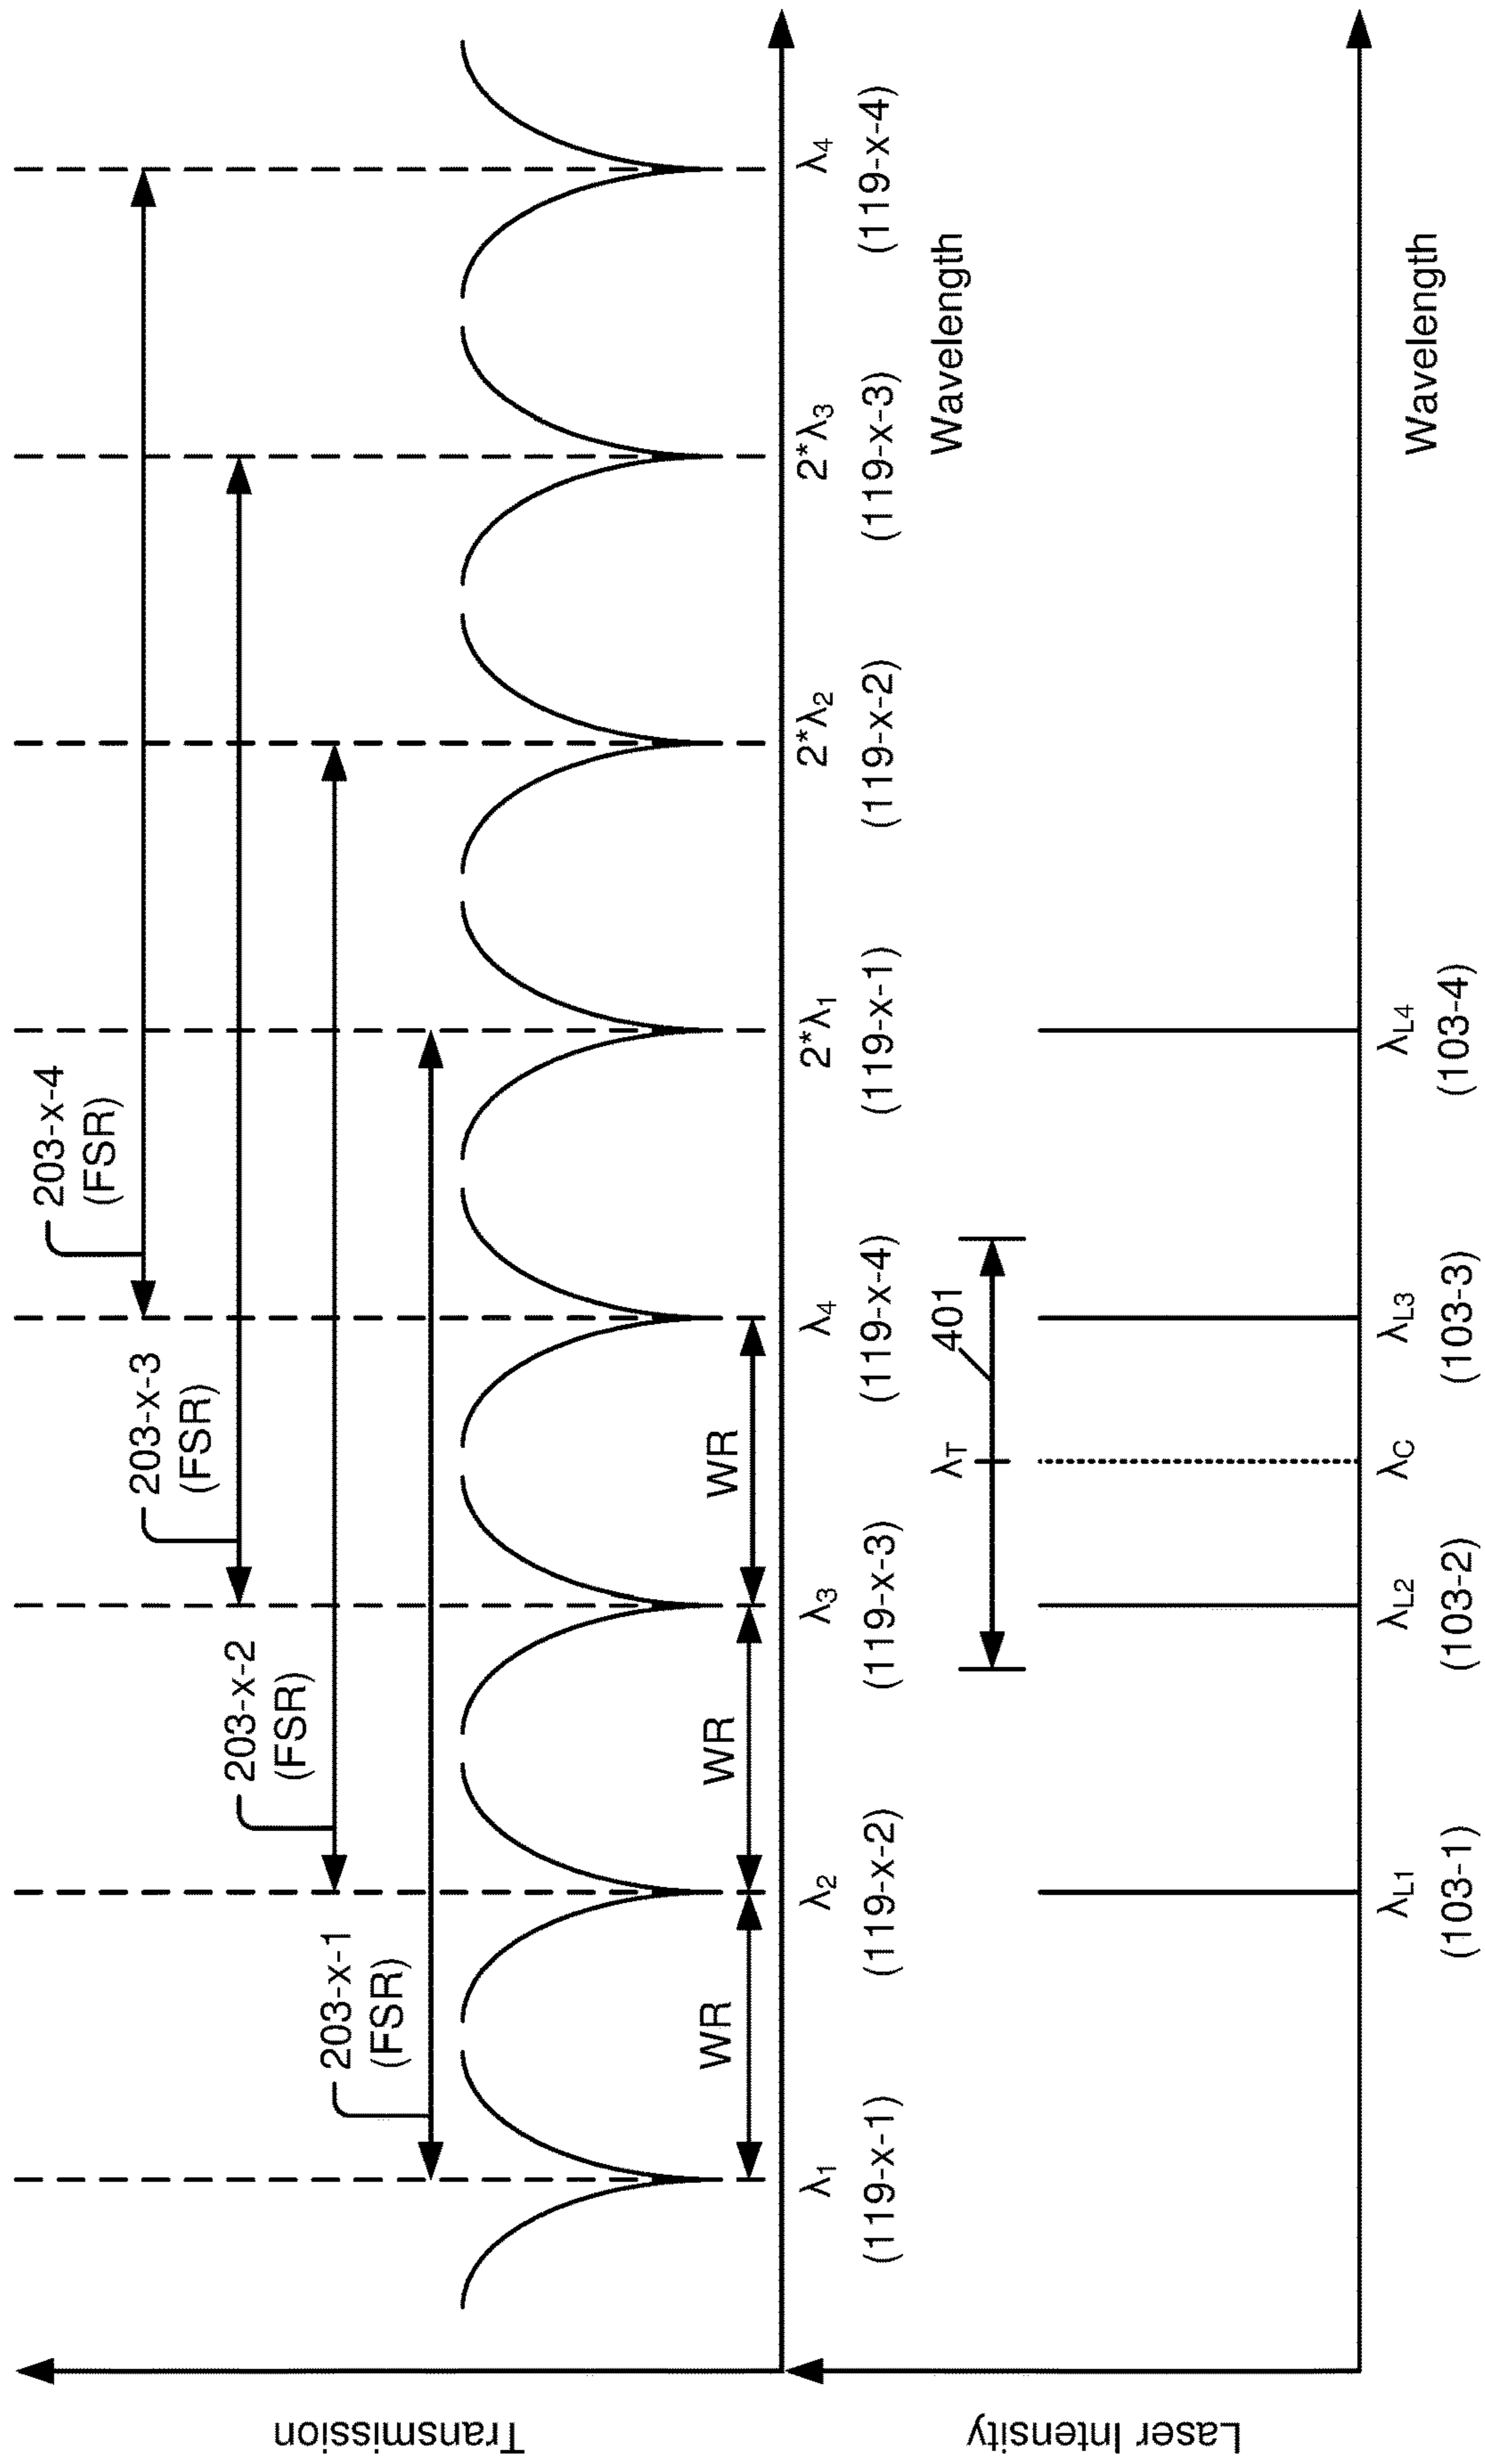 203-x-4
(FSR)
203-x-3
(FSR)
203-x-2
(FSR)
203-x-1
(FSR)
Transmission
WR WR WR
λ1 λ2 λ3 λ4 2*λ1 2*λ2 2*λ3 λ4
(119-x-1) (119-x-2) (119-x-3) (119-x-4) (119-x-1) (119-x-2) (119-x-3) (119-x-4)
Wavelength
λT 401
Laser Intensity
λL1 λL2 λC λL3 λL4
(103-1) (103-2) (103-3) (103-4)
Wavelength